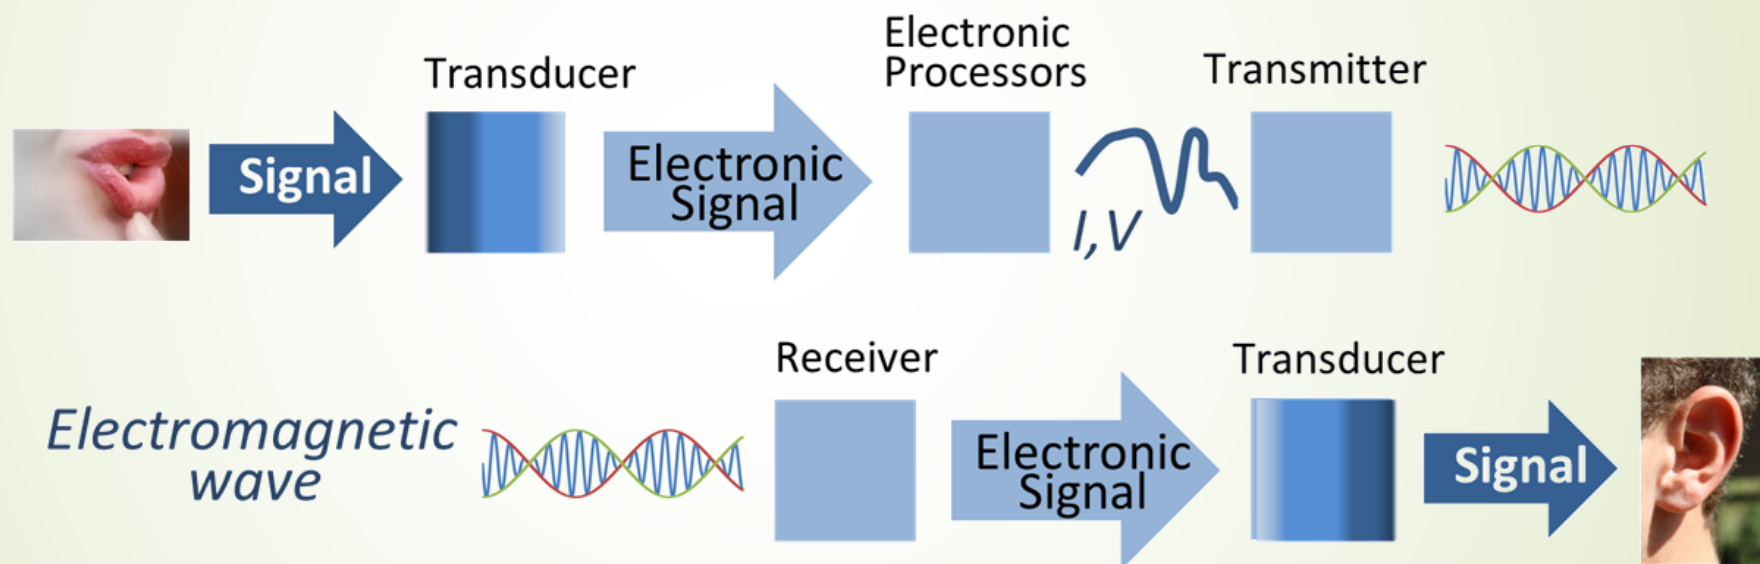 Electronic
Processors
Transducer
Transmitter
Signal
Electronic
Signal
I, V
Receiver
Transducer
Electromagnetic
wave
Electronic
Signal
Signal